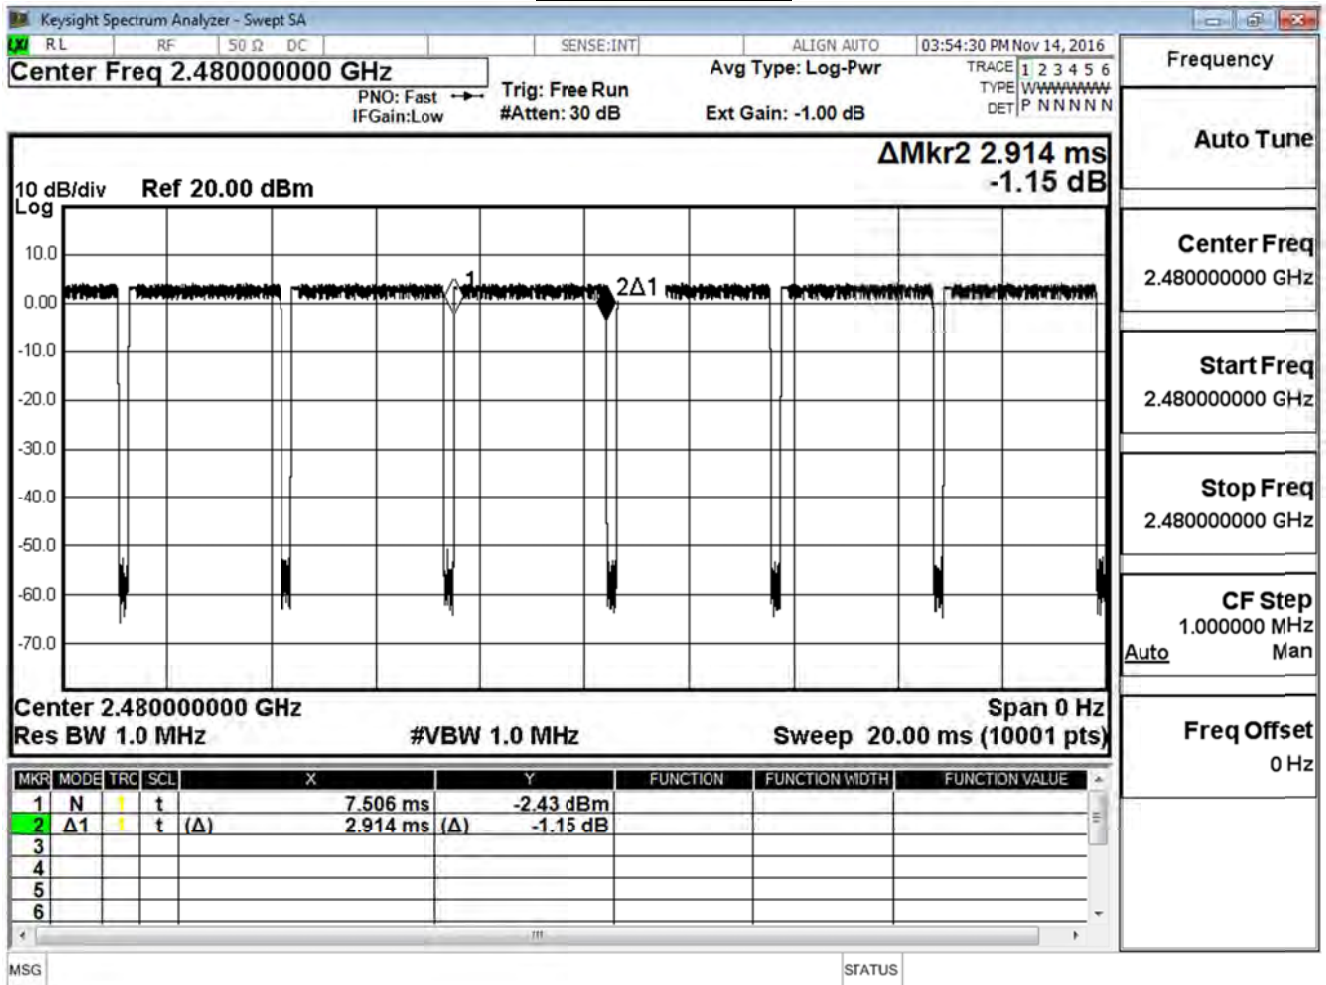 Keysight Spectrum Analyzer - Swept SA
LXI RL RF 50 Ω DC SENSE:INT ALIGN AUTO 03:54:30 PM Nov 14, 2016
Center Freq 2.480000000 GHz
PNO: Fast
IFGain:Low
Trig: Free Run
#Atten: 30 dB
Avg Type: Log-Pwr
Ext Gain: -1.00 dB
TRACE 1 2 3 4 5 6
TYPE WWWWWW
DET P N N N N N
ΔMkr2 2.914 ms
-1.15 dB
10 dB/div Ref 20.00 dBm
Log
10.0
0.00
-10.0
-20.0
-30.0
-40.0
-50.0
-60.0
-70.0
1
2Δ1
Center 2.480000000 GHz Span 0 Hz
Res BW 1.0 MHz #VBW 1.0 MHz Sweep 20.00 ms (10001 pts)
MKR MODE TRC SCL X Y FUNCTION FUNCTION WIDTH FUNCTION VALUE
1 N 1 t 7.506 ms -2.43 dBm
2 Δ1 1 t (Δ) 2.914 ms (Δ) -1.15 dB
3
4
5
6
MSG STATUS
Frequency
Auto Tune
Center Freq
2.480000000 GHz
Start Freq
2.480000000 GHz
Stop Freq
2.480000000 GHz
CF Step
1.000000 MHz
Auto Man
Freq Offset
0 Hz